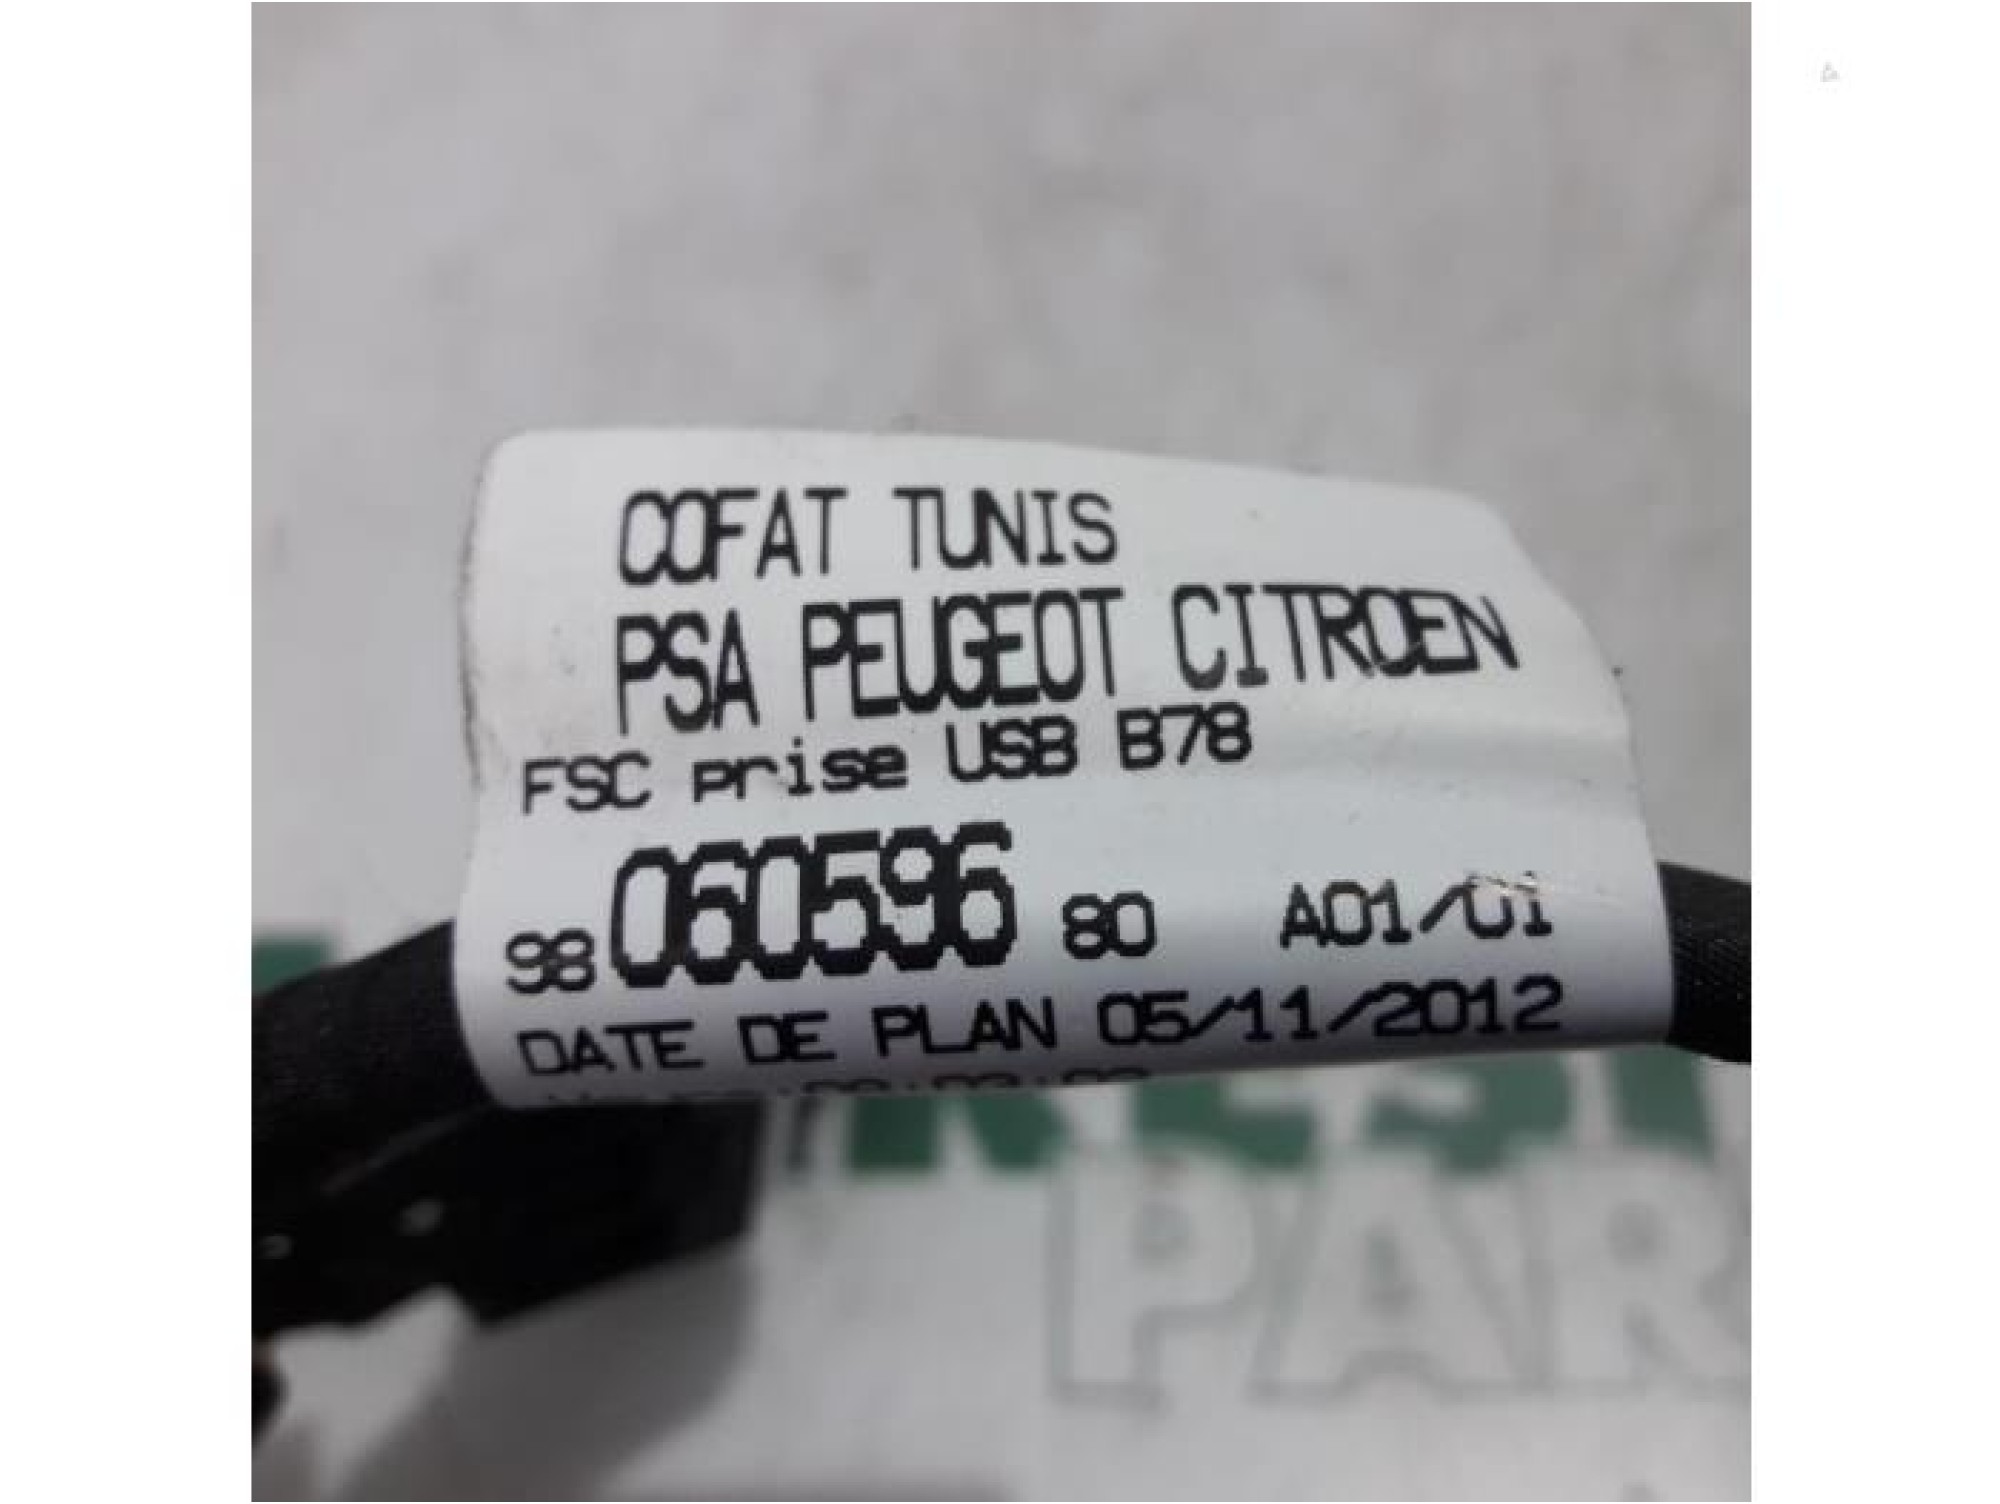 COFAT TUNIS
PSA PEUGEOT CITROEN
FSC prise USB B78
98 060596 80 A01/01
DATE DE PLAN 05/11/2012
PAR